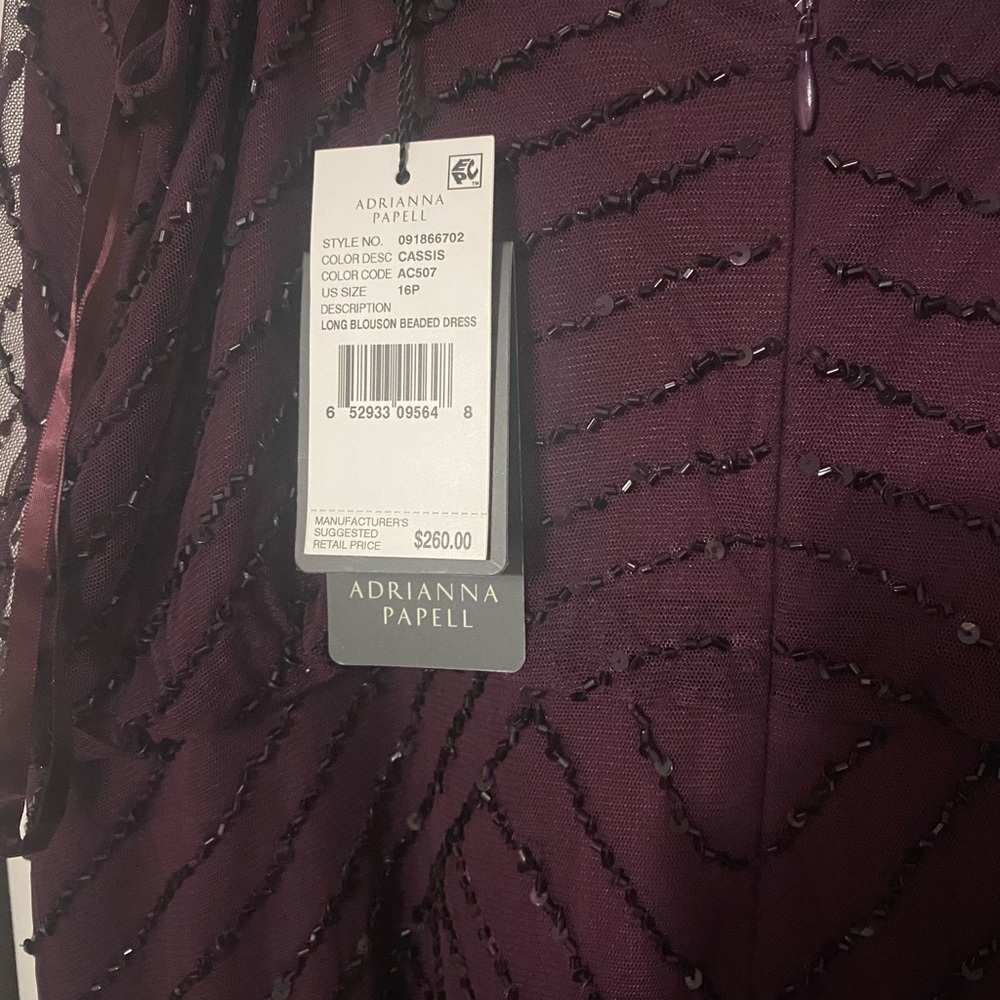 EPC™
ADRIANNA
PAPELL
STYLE NO. 091866702
COLOR DESC CASSIS
COLOR CODE AC507
US SIZE 16P
DESCRIPTION
LONG BLOUSON BEADED DRESS
6 52933 09564 8
MANUFACTURER'S
SUGGESTED
RETAIL PRICE $260.00
ADRIANNA
PAPELL